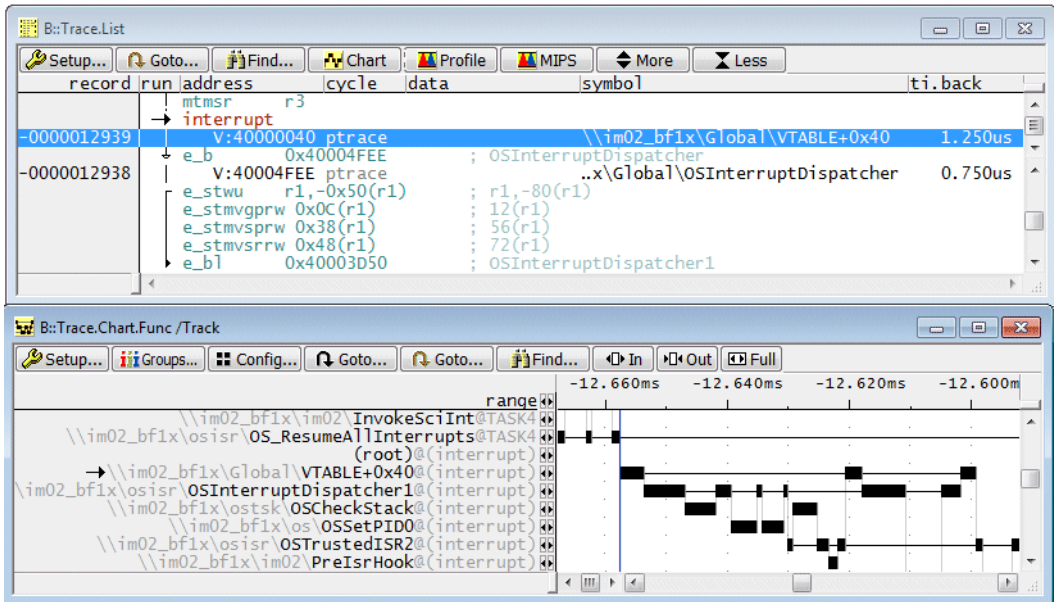 B::Trace.List
Setup... Goto... Find... Chart Profile MIPS More Less
record run address cycle data symbol ti.back
mtmsr r3
interrupt
-0000012939 V:40000040 ptrace \\im02_bf1x\Global\VTABLE+0x40 1.250us
e_b 0x40004FEE ; OSInterruptDispatcher
-0000012938 V:40004FEE ptrace ..x\Global\OSInterruptDispatcher 0.750us
e_stwu r1,-0x50(r1) ; r1,-80(r1)
e_stmvgprw 0x0C(r1) ; 12(r1)
e_stmvsprw 0x38(r1) ; 56(r1)
e_stmvsrrw 0x48(r1) ; 72(r1)
e_bl 0x40003D50 ; OSInterruptDispatcher1
B::Trace.Chart.Func /Track
Setup... Groups... Config... Goto... Goto... Find... In Out Full
-12.660ms -12.640ms -12.620ms -12.600m
range
\\im02_bf1x\im02\InvokeSciInt@TASK4
\\im02_bf1x\osisr\OS_ResumeAllInterrupts@TASK4
(root)@(interrupt)
\\im02_bf1x\Global\VTABLE+0x40@(interrupt)
\im02_bf1x\osisr\OSInterruptDispatcher1@(interrupt)
\\im02_bf1x\ostsk\OSCheckStack@(interrupt)
\\im02_bf1x\os\OSSetPID0@(interrupt)
\\im02_bf1x\osisr\OSTrustedISR2@(interrupt)
\\im02_bf1x\im02\PreIsrHook@(interrupt)